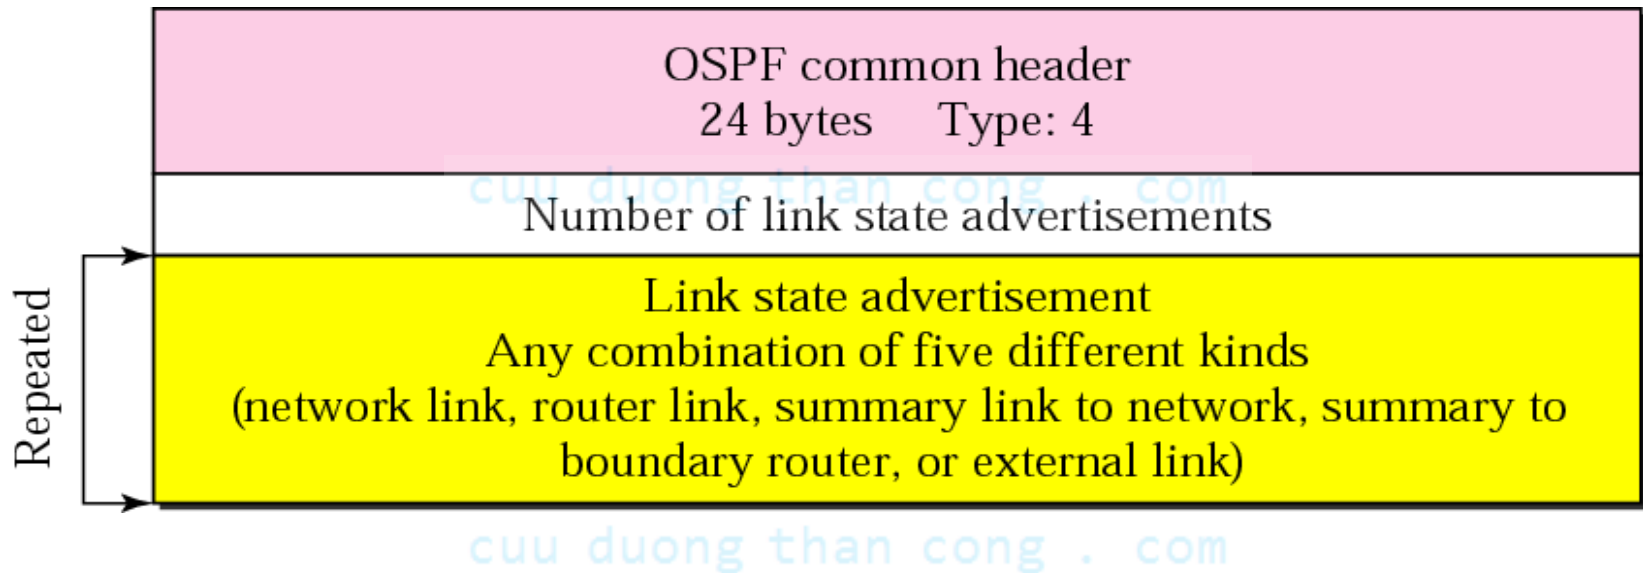 OSPF common header
24 bytes Type: 4
cuu duong than cong . com
Number of link state advertisements
Repeated
Link state advertisement
Any combination of five different kinds
(network link, router link, summary link to network, summary to
boundary router, or external link)
cuu duong than cong . com